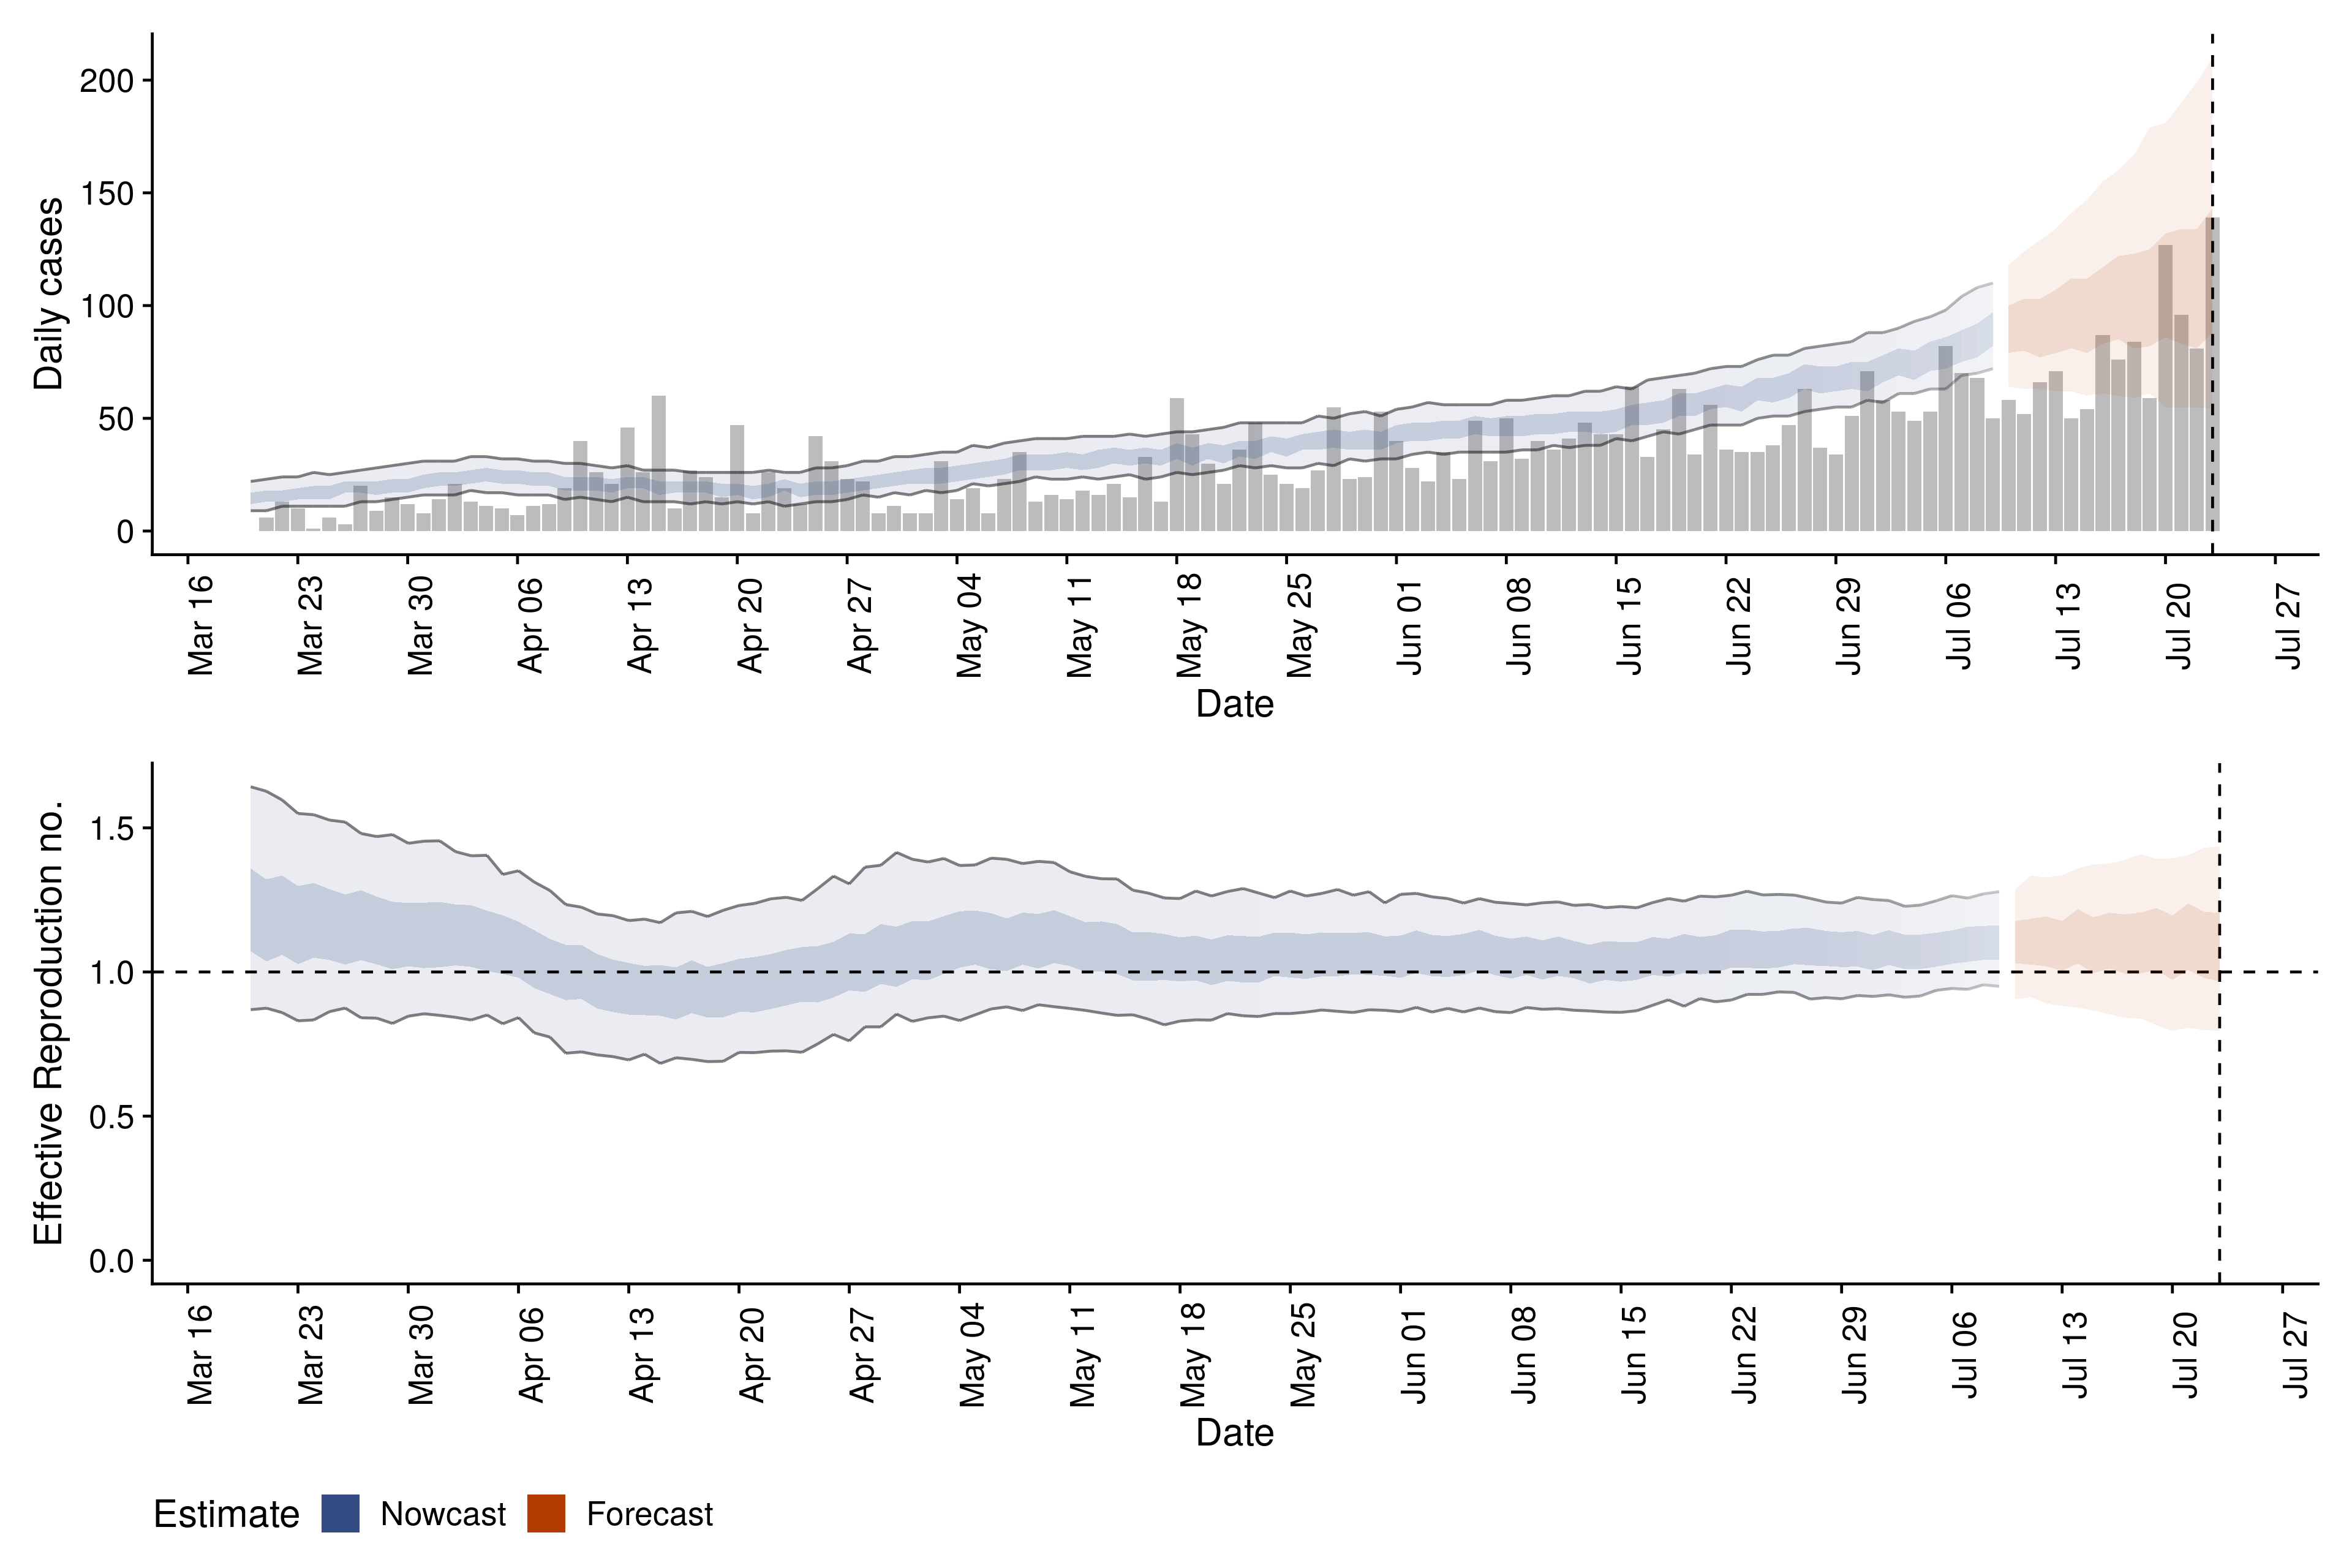 Daily cases
200
150
100
50
0
Mar 16
Mar 23
Mar 30
Apr 06
Apr 13
Apr 20
Apr 27
May 04
May 11
May 18
May 25
Jun 01
Jun 08
Jun 15
Jun 22
Jun 29
Jul 06
Jul 13
Jul 20
Jul 27
Date
Effective Reproduction no.
1.5
1.0
0.5
0.0
Mar 16
Mar 23
Mar 30
Apr 06
Apr 13
Apr 20
Apr 27
May 04
May 11
May 18
May 25
Jun 01
Jun 08
Jun 15
Jun 22
Jun 29
Jul 06
Jul 13
Jul 20
Jul 27
Date
Estimate Nowcast Forecast